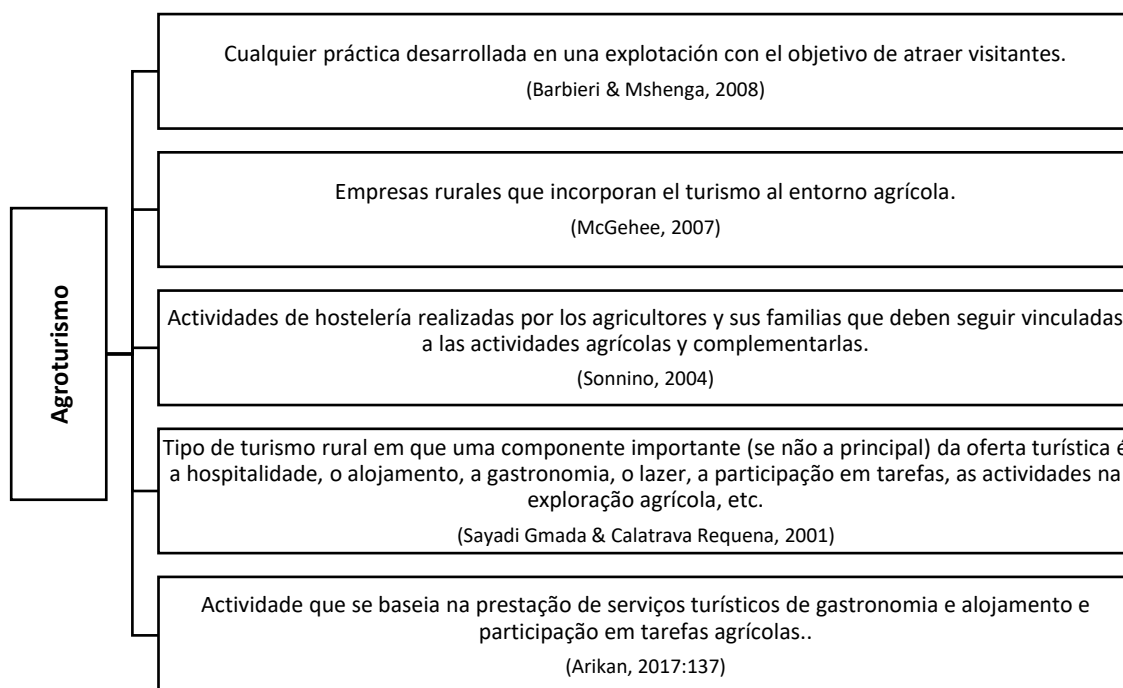 Agroturismo
Cualquier práctica desarrollada en una explotación con el objetivo de atraer visitantes.
(Barbieri & Mshenga, 2008)
Empresas rurales que incorporan el turismo al entorno agrícola.
(McGehee, 2007)
Actividades de hostelería realizadas por los agricultores y sus familias que deben seguir vinculadas
a las actividades agrícolas y complementarlas.
(Sonnino, 2004)
Tipo de turismo rural em que uma componente importante (se não a principal) da oferta turística é
a hospitalidade, o alojamento, a gastronomia, o lazer, a participação em tarefas, as actividades na
exploração agrícola, etc.
(Sayadi Gmada & Calatrava Requena, 2001)
Actividade que se baseia na prestação de serviços turísticos de gastronomia e alojamento e
participação em tarefas agrícolas..
(Arikan, 2017:137)